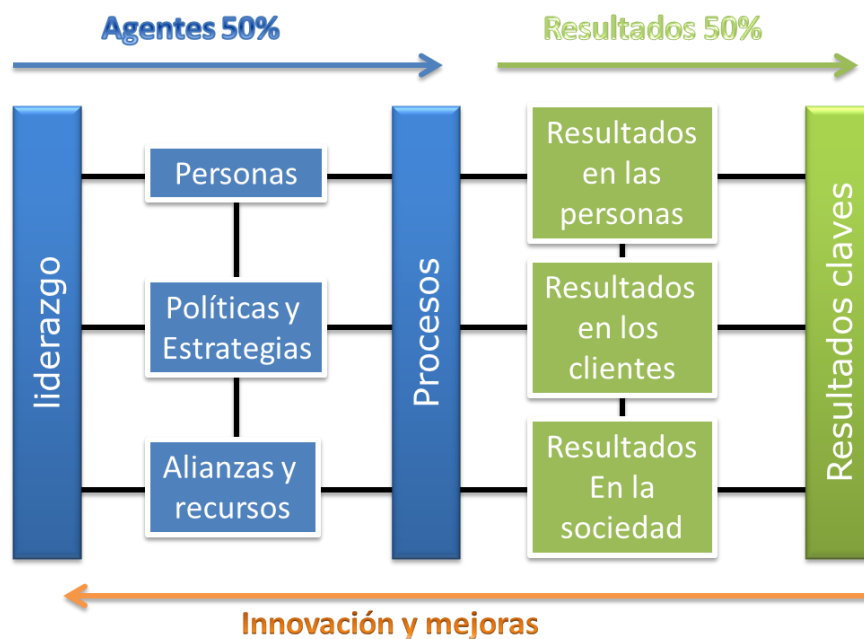 Agentes 50%
Resultados 50%
liderazgo
Personas
Políticas y
Estrategias
Alianzas y
recursos
Procesos
Resultados
en las
personas
Resultados
en los
clientes
Resultados
En la
sociedad
Resultados claves
Innovación y mejoras